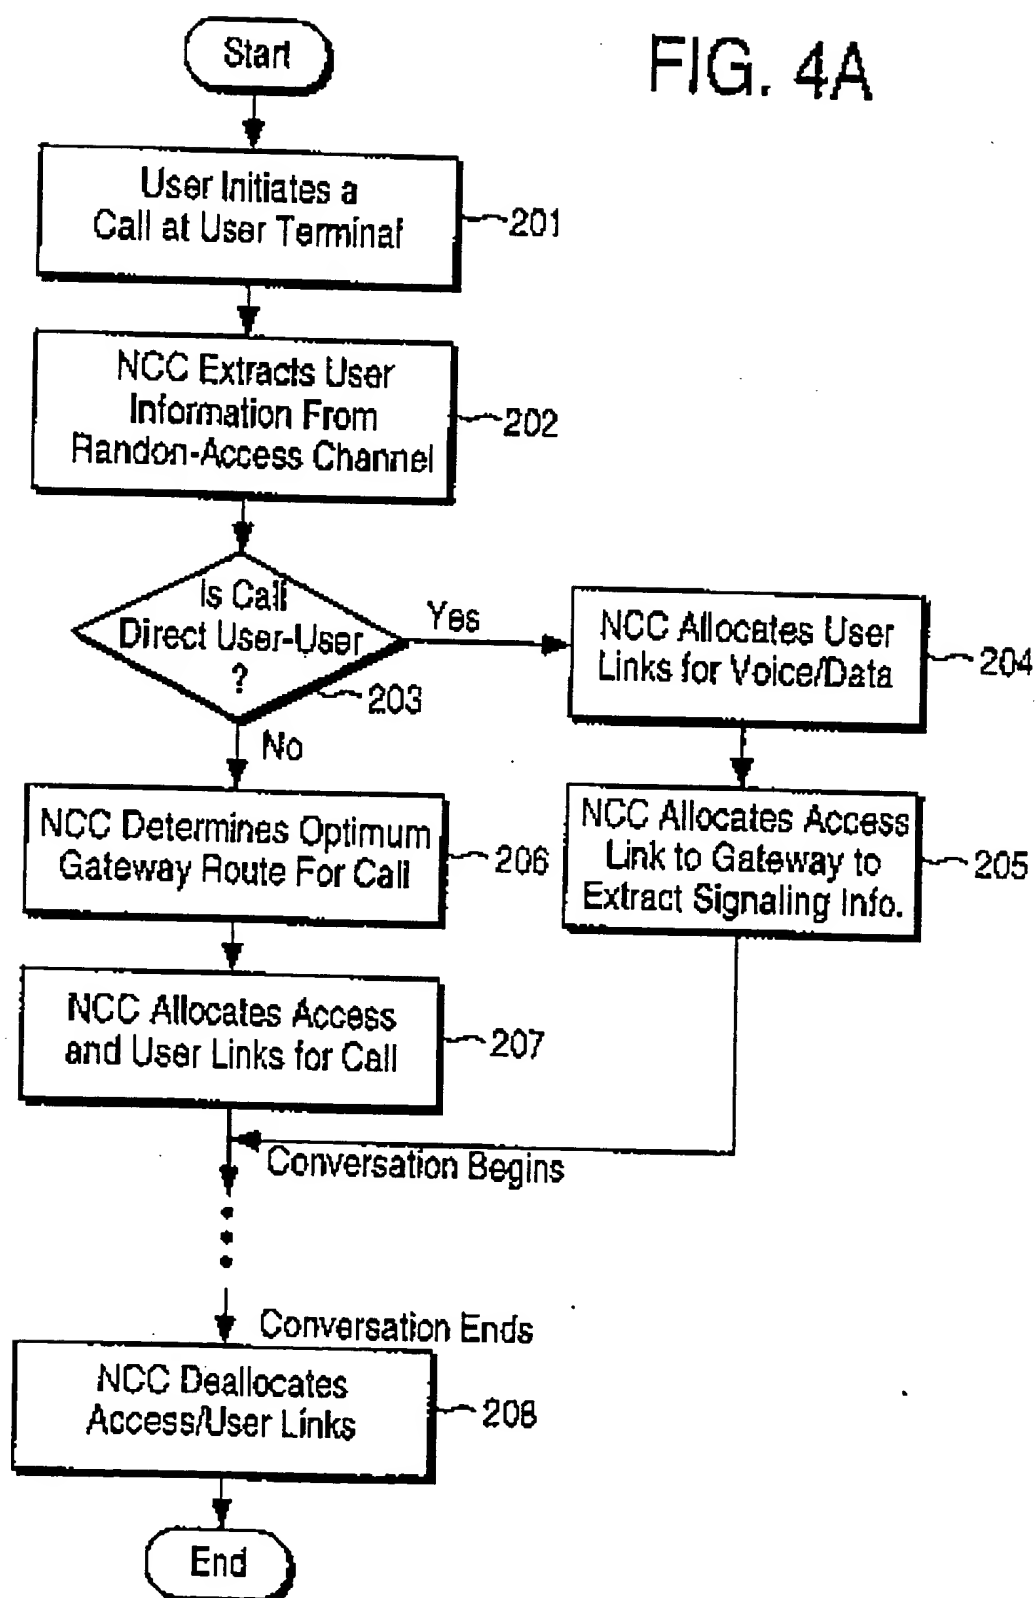 FIG. 4A
Start
User Initiates a
Call at User Terminal
201
NCC Extracts User
Information From
Randon-Access Channel
202
Is Call
Direct User-User
?
203
Yes
NCC Allocates User
Links for Voice/Data
204
NCC Allocates Access
Link to Gateway to
Extract Signaling Info.
205
No
NCC Determines Optimum
Gateway Route For Call
206
NCC Allocates Access
and User Links for Call
207
Conversation Begins
Conversation Ends
NCC Deallocates
Access/User Links
208
End